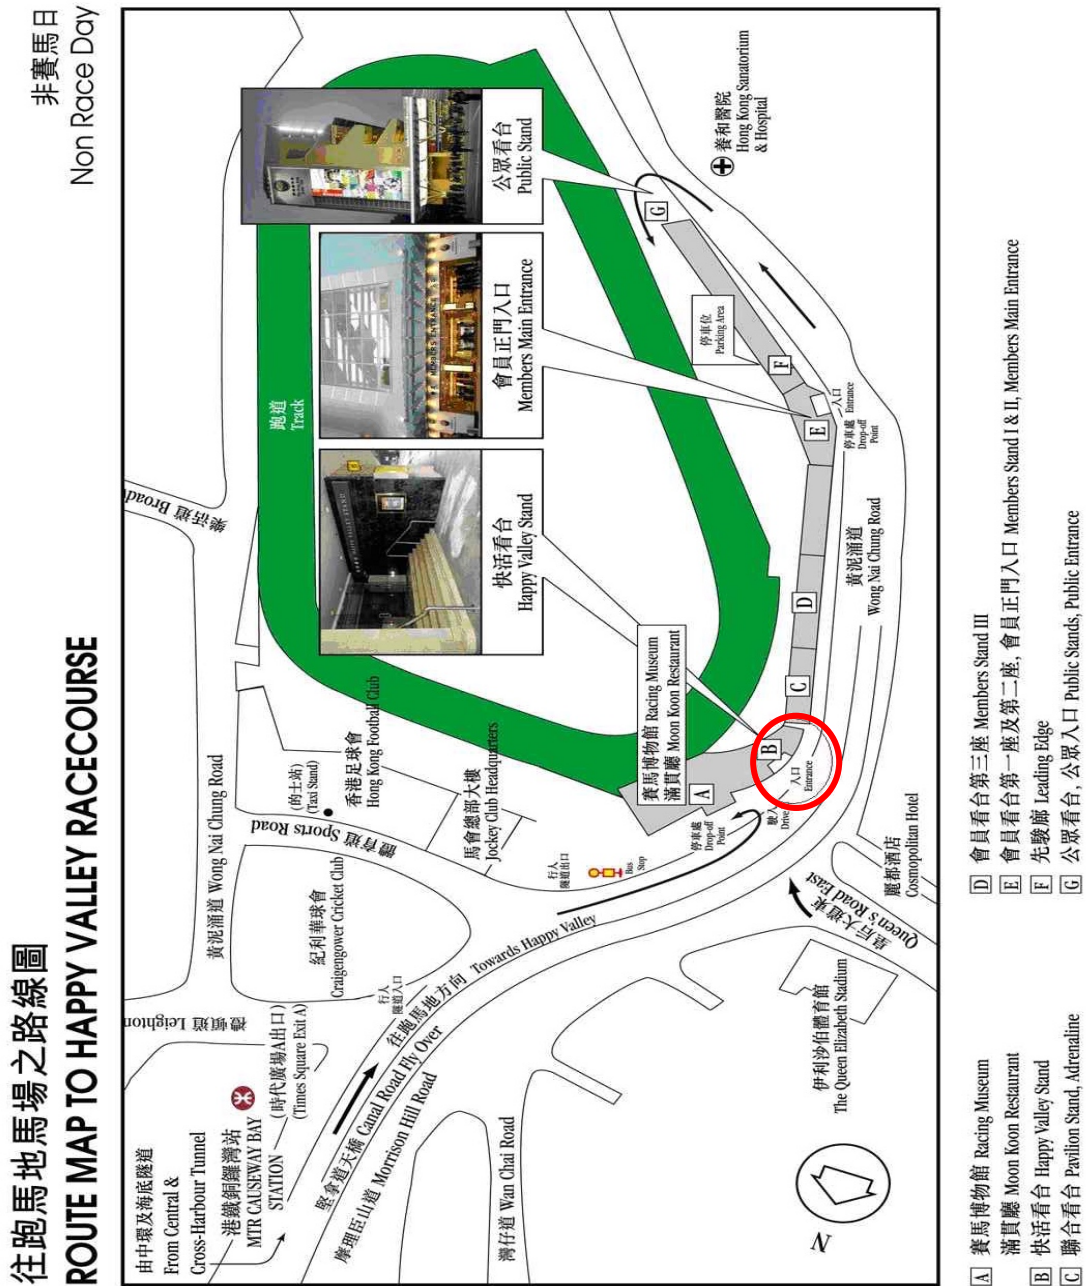 往跑馬地馬場之路線圖
ROUTE MAP TO HAPPY VALLEY RACECOURSE
非賽馬日
Non Race Day
由中環及海底隧道
From Central &
Cross-Harbour Tunnel
港鐵銅鑼灣站
MTR CAUSEWAY BAY
STATION
(時代廣場A出口)
(Times Square Exit A)
禮頓道 Leighton
黃泥涌道 Wong Nai Chung Road
紀利華球會
Craigengower Cricket Club
體育道 Sports Road
(的士站)
(Taxi Stand)
香港足球會
Hong Kong Football Club
馬會總部大樓
Jockey Club Headquarters
樂活道 Broad
跑道
Track
行人
隧道入口
行人
隧道出口
Bus
Stop
堅拿道天橋 Canal Road Fly Over
往跑馬地方向 Towards Happy Valley
摩理臣山道 Morrison Hill Road
灣仔道 Wan Chai Road
伊利沙伯體育館
The Queen Elizabeth Stadium
皇后大道東
Queen's Road East
麗都酒店
Cosmopolitan Hotel
停車處
Drop-off
Point
駛入
Drive
入口
Entrance
賽馬博物館 Racing Museum
滿貫廳 Moon Koon Restaurant
快活看台
Happy Valley Stand
MEMBERS ENTRANCE
會員正門入口
Members Main Entrance
公眾看台
Public Stand
A
B
C
D
E
F
G
黃泥涌道
Wong Nai Chung Road
停車處
Drop-off
Point
入口
Entrance
停車位
Parking Area
養和醫院
Hong Kong Sanatorium
& Hospital
N
A 賽馬博物館 Racing Museum
滿貫廳 Moon Koon Restaurant
B 快活看台 Happy Valley Stand
C 聯合看台 Pavilion Stand, Adrenaline
D 會員看台第三座 Members Stand III
E 會員看台第一座及第二座, 會員正門入口 Members Stand I & II, Members Main Entrance
F 先駿廊 Leading Edge
G 公眾看台, 公眾入口 Public Stands, Public Entrance